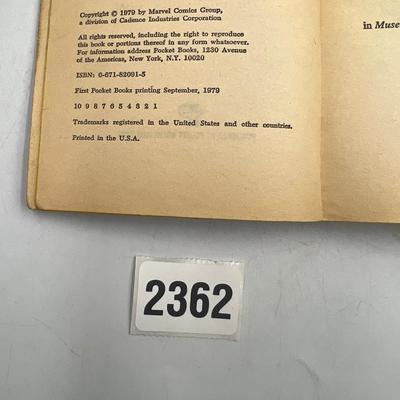 Copyright © 1979 by Marvel Comics Group,
a division of Cadence Industries Corporation
All rights reserved, including the right to reproduce
this book or portions thereof in any form whatsoever.
For information address Pocket Books, 1230 Avenue
of the Americas, New York, N.Y. 10020
ISBN: 0-671-82091-5
First Pocket Books printing September, 1979
10 9 8 7 6 5 4 3 2 1
Trademarks registered in the United States and other countries.
Printed in the U.S.A.
in Muse
2362